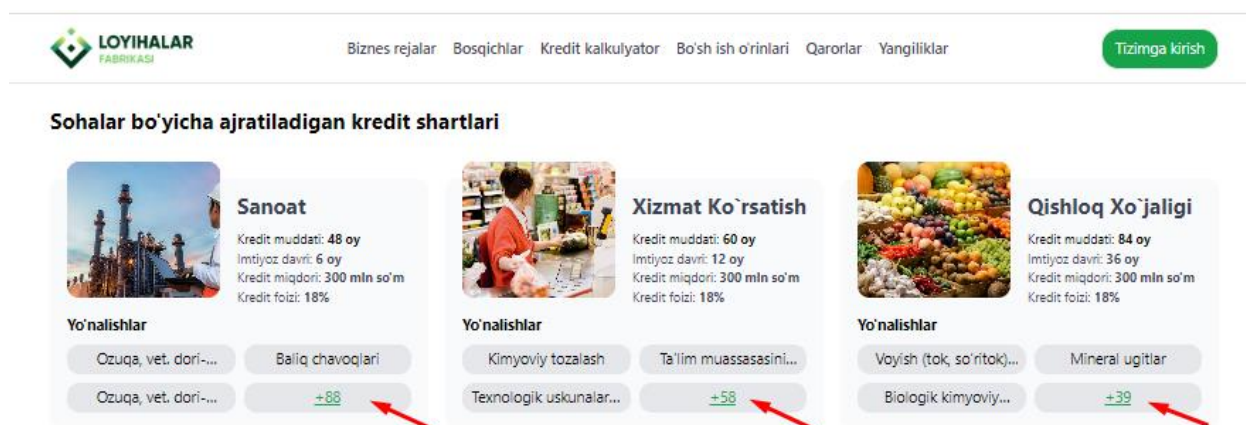 LOYIHALAR
FABRIKASI
Biznes rejalar Bosqichlar Kredit kalkulyator Bo'sh ish o'rinlari Qarorlar Yangiliklar
Tizimga kirish
Sohalar bo'yicha ajratiladigan kredit shartlari
Sanoat
Kredit muddati: 48 oy
Imtiyoz davri: 6 oy
Kredit miqdori: 300 mln so'm
Kredit foizi: 18%
Yo'nalishlar
Ozuqa, vet. dori-... Baliq chavoqlari
Ozuqa, vet. dori-... +88
Xizmat Ko`rsatish
Kredit muddati: 60 oy
Imtiyoz davri: 12 oy
Kredit miqdori: 300 mln so'm
Kredit foizi: 18%
Yo'nalishlar
Kimyoviy tozalash Ta'lim muassasasini...
Texnologik uskunalar... +58
Qishloq Xo`jaligi
Kredit muddati: 84 oy
Imtiyoz davri: 36 oy
Kredit miqdori: 300 mln so'm
Kredit foizi: 18%
Yo'nalishlar
Voyish (tok, so'ritok)... Mineral ugitlar
Biologik kimyoviy... +39